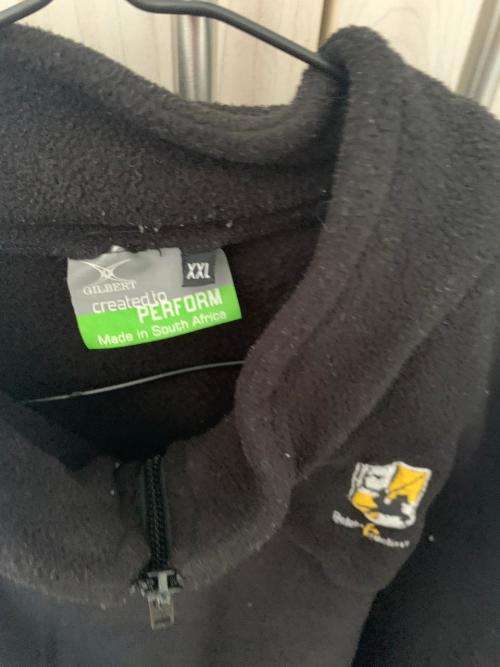 XXL
GILBERT
created to
PERFORM
Made in South Africa